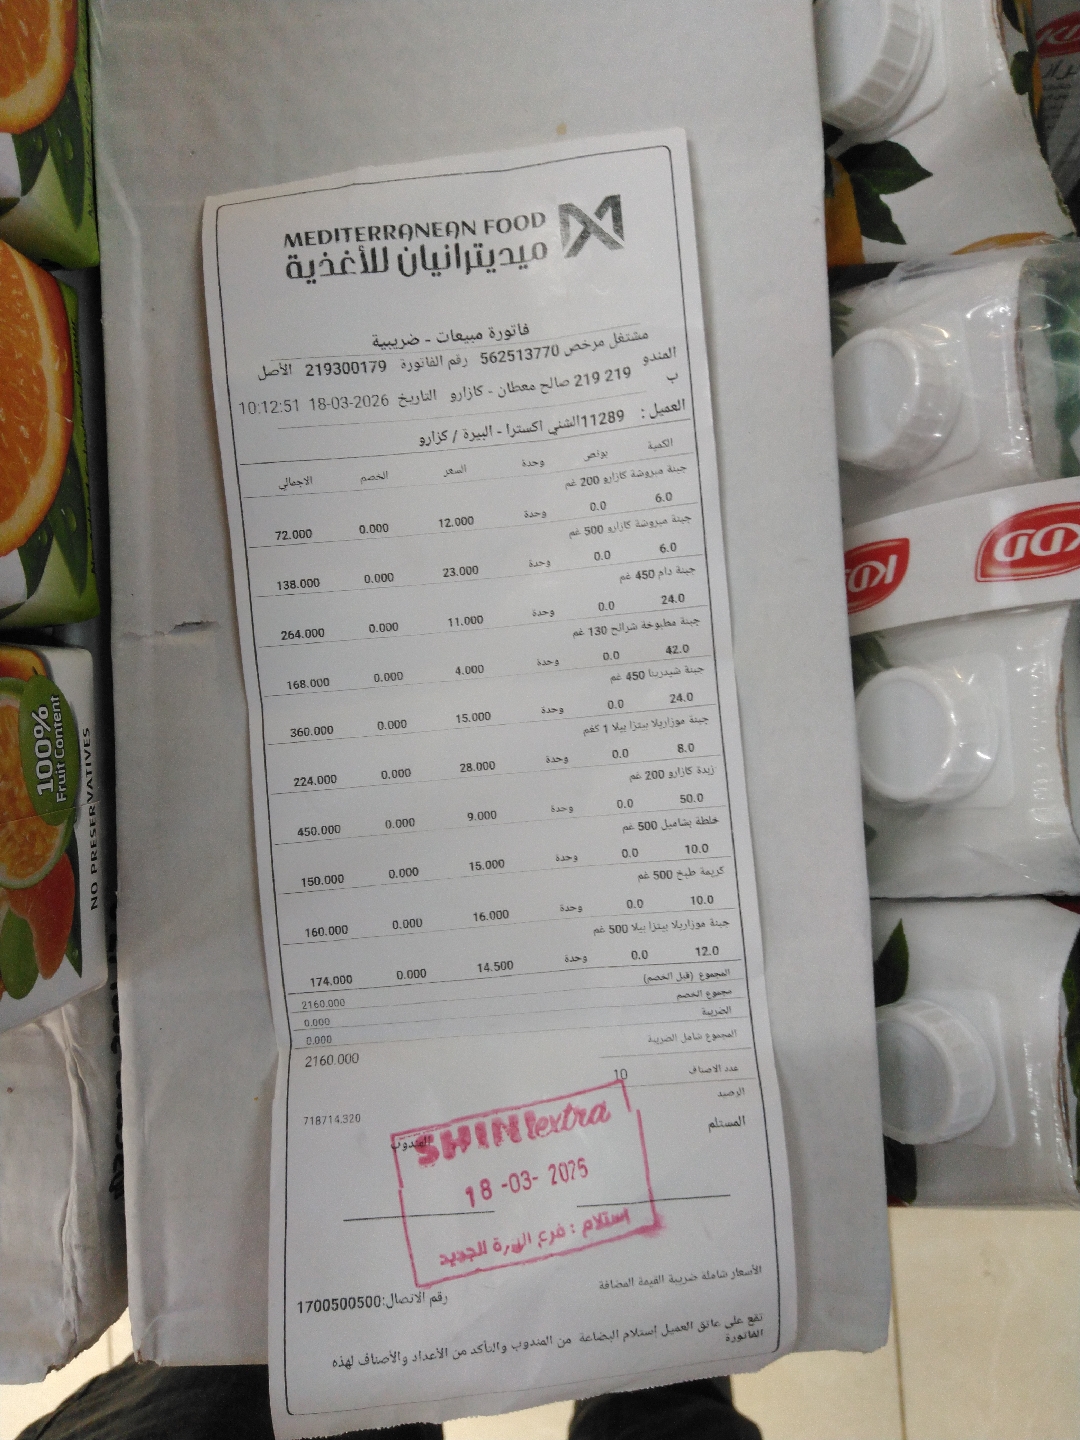 MEDITERRANEAN FOOD
ميديترانيان للأغذية
فاتورة مبيعات - ضريبية
مشتغل مرخص 562513770 رقم الفاتورة 219300179 الأصل
المندو
ب
219 219 صالح معطان - كازارو التاريخ 18-03-2026 10:12:51
العميل : 11289 الشني اكسترا - البيرة / كزارو
الكمية بونص وحدة السعر الخصم الاجمالي
جبنة مبروشة كازارو 200 غم
6.0 0.0 وحدة 12.000 0.000 72.000
جبنة مبروشة كازارو 500 غم
6.0 0.0 وحدة 23.000 0.000 138.000
جبنة دام 450 غم
24.0 0.0 وحدة 11.000 0.000 264.000
جبنة مطبوخة شرائح 130 غم
42.0 0.0 وحدة 4.000 0.000 168.000
جبنة شيدرينا 450 غم
24.0 0.0 وحدة 15.000 0.000 360.000
جبنة موزاريلا بيتزا بيلا 1 كغم
8.0 0.0 وحدة 28.000 0.000 224.000
زبدة كازارو 200 غم
50.0 0.0 وحدة 9.000 0.000 450.000
خلطة بشاميل 500 غم
10.0 0.0 وحدة 15.000 0.000 150.000
كريمة طبخ 500 غم
10.0 0.0 وحدة 16.000 0.000 160.000
جبنة موزاريلا بيتزا بيلا 500 غم
12.0 0.0 وحدة 14.500 0.000 174.000
المجموع (قبل الخصم) 2160.000
مجموع الخصم 0.000
الضريبة 0.000
المجموع شامل الضريبة 2160.000
عدد الاصناف 10
الرصيد 718714.320
المستلم المندوب
SHINI extra
18 -03- 2025
استلام : فرع البيرة الجديد
الأسعار شاملة ضريبة القيمة المضافة
رقم الاتصال:1700500500
تقع على عاتق العميل إستلام البضاعة من المندوب والتأكد من الأعداد والأصناف لهذه
الفاتورة
100%
Fruit Content
NO PRESERVATIVES
KDD
KDD